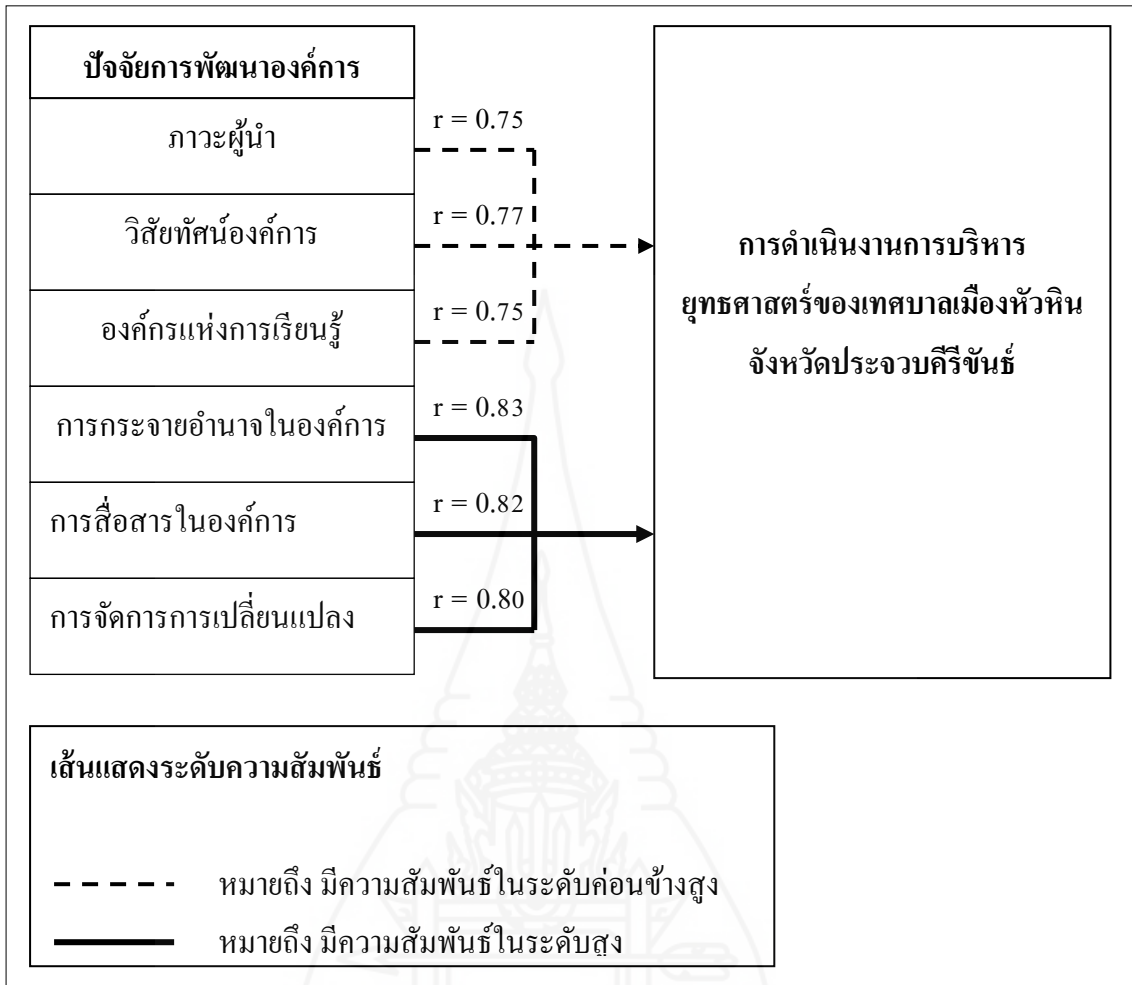 ปัจจัยการพัฒนาองค์การ
ภาวะผู้นำ
r = 0.75
วิสัยทัศน์องค์การ
r = 0.77
องค์กรแห่งการเรียนรู้
r = 0.75
การกระจายอำนาจในองค์การ
r = 0.83
การสื่อสารในองค์การ
r = 0.82
การจัดการการเปลี่ยนแปลง
r = 0.80
การดำเนินงานการบริหาร
ยุทธศาสตร์ของเทศบาลเมืองหัวหิน
จังหวัดประจวบคีรีขันธ์
เส้นแสดงระดับความสัมพันธ์
หมายถึง มีความสัมพันธ์ในระดับค่อนข้างสูง
หมายถึง มีความสัมพันธ์ในระดับสูง